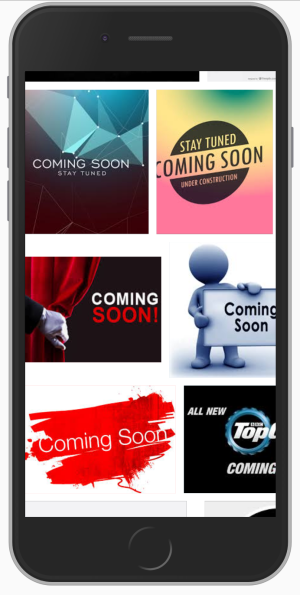 COMING SOON
STAY TUNED
STAY TUNED
COMING SOON
UNDER CONSTRUCTION
COMING
SOON!
Coming
Soon
Coming Soon
ALL NEW
BBC
Top
COMING